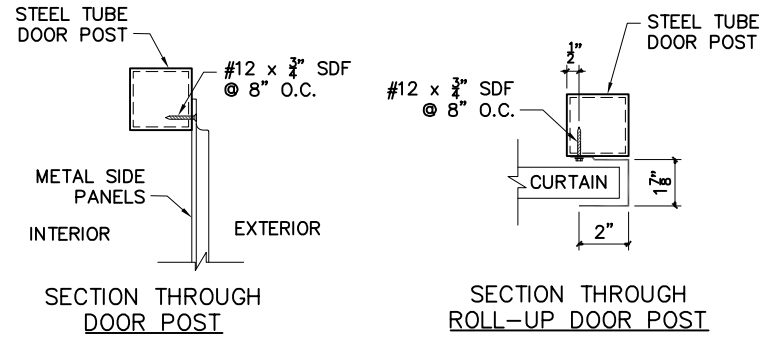 STEEL TUBE
DOOR POST
#12 x 3/4" SDF
@ 8" O.C.
METAL SIDE
PANELS
INTERIOR
EXTERIOR
SECTION THROUGH
DOOR POST
STEEL TUBE
DOOR POST
1/2"
#12 x 3/4" SDF
@ 8" O.C.
CURTAIN
1 7/8"
2"
SECTION THROUGH
ROLL-UP DOOR POST